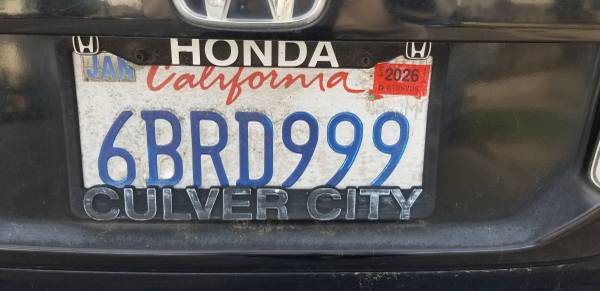 HONDA
JAN California 2026
6BRD999
CULVER CITY